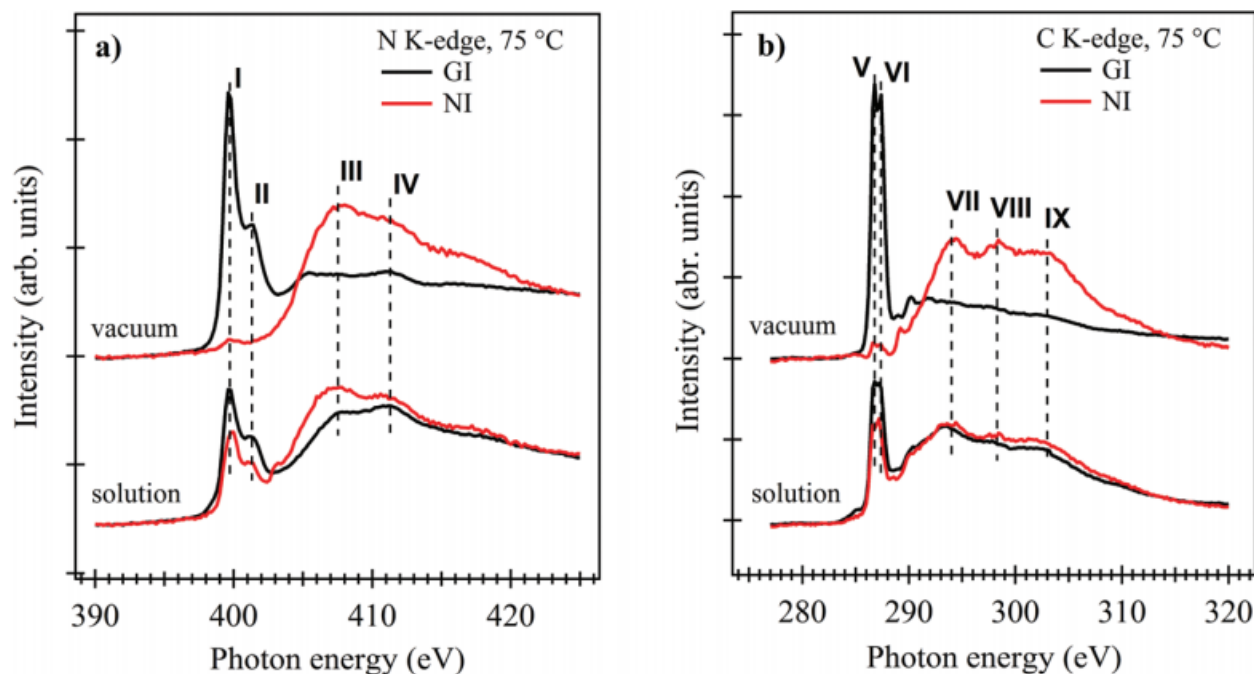 a)
N K-edge, 75 °C
GI
NI
I
II
III
IV
vacuum
solution
Intensity (arb. units)
390
400
410
420
Photon energy (eV)
b)
C K-edge, 75 °C
GI
NI
V
VI
VII
VIII
IX
vacuum
solution
Intensity (abr. units)
280
290
300
310
320
Photon energy (eV)